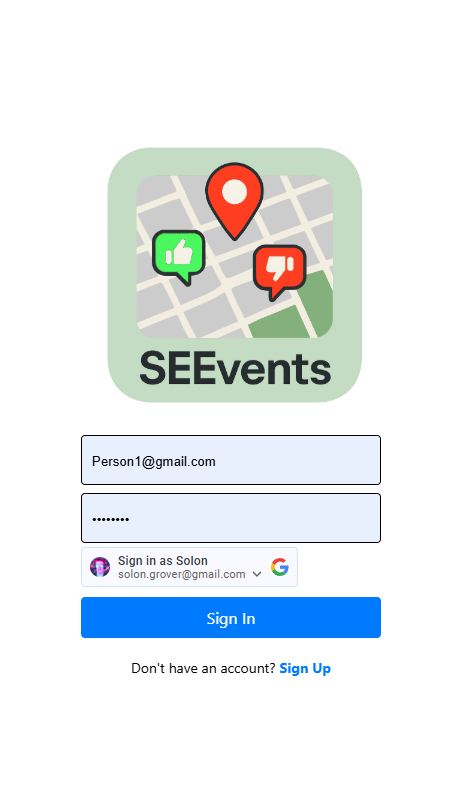 SEEvents
Person1@gmail.com
••••••••
Sign in as Solon
solon.grover@gmail.com
Sign In
Don't have an account? Sign Up